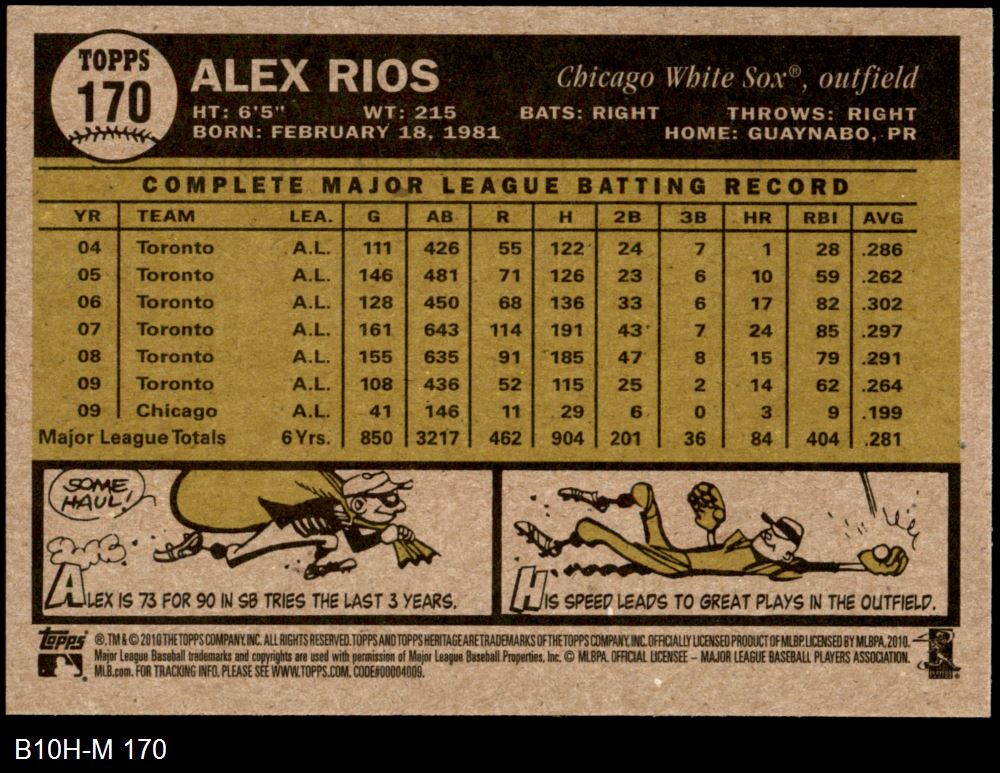 TOPPS
170
ALEX RIOS
Chicago White Sox®, outfield
HT: 6'5" WT: 215 BATS: RIGHT THROWS: RIGHT
BORN: FEBRUARY 18, 1981 HOME: GUAYNABO, PR
COMPLETE MAJOR LEAGUE BATTING RECORD
YR TEAM LEA. G AB R H 2B 3B HR RBI AVG
04 Toronto A.L. 111 426 55 122 24 7 1 28 .286
05 Toronto A.L. 146 481 71 126 23 6 10 59 .262
06 Toronto A.L. 128 450 68 136 33 6 17 82 .302
07 Toronto A.L. 161 643 114 191 43 7 24 85 .297
08 Toronto A.L. 155 635 91 185 47 8 15 79 .291
09 Toronto A.L. 108 436 52 115 25 2 14 62 .264
09 Chicago A.L. 41 146 11 29 6 0 3 9 .199
Major League Totals 6 Yrs. 850 3217 462 904 201 36 84 404 .281
SOME
HAUL!
ALEX IS 73 FOR 90 IN SB TRIES THE LAST 3 YEARS.
HIS SPEED LEADS TO GREAT PLAYS IN THE OUTFIELD.
Topps ®, TM & © 2010 THE TOPPS COMPANY, INC. ALL RIGHTS RESERVED. TOPPS AND TOPPS HERITAGE ARE TRADEMARKS OF THE TOPPS COMPANY, INC. OFFICIALLY LICENSED PRODUCT OF MLBP. LICENSED BY MLBPA, 2010.
Major League Baseball trademarks and copyrights are used with permission of Major League Baseball Properties, Inc. © MLBPA. OFFICIAL LICENSEE – MAJOR LEAGUE BASEBALL PLAYERS ASSOCIATION.
MLB.com. FOR TRACKING INFO. PLEASE SEE WWW.TOPPS.COM. CODE#00004009.
B10H-M 170